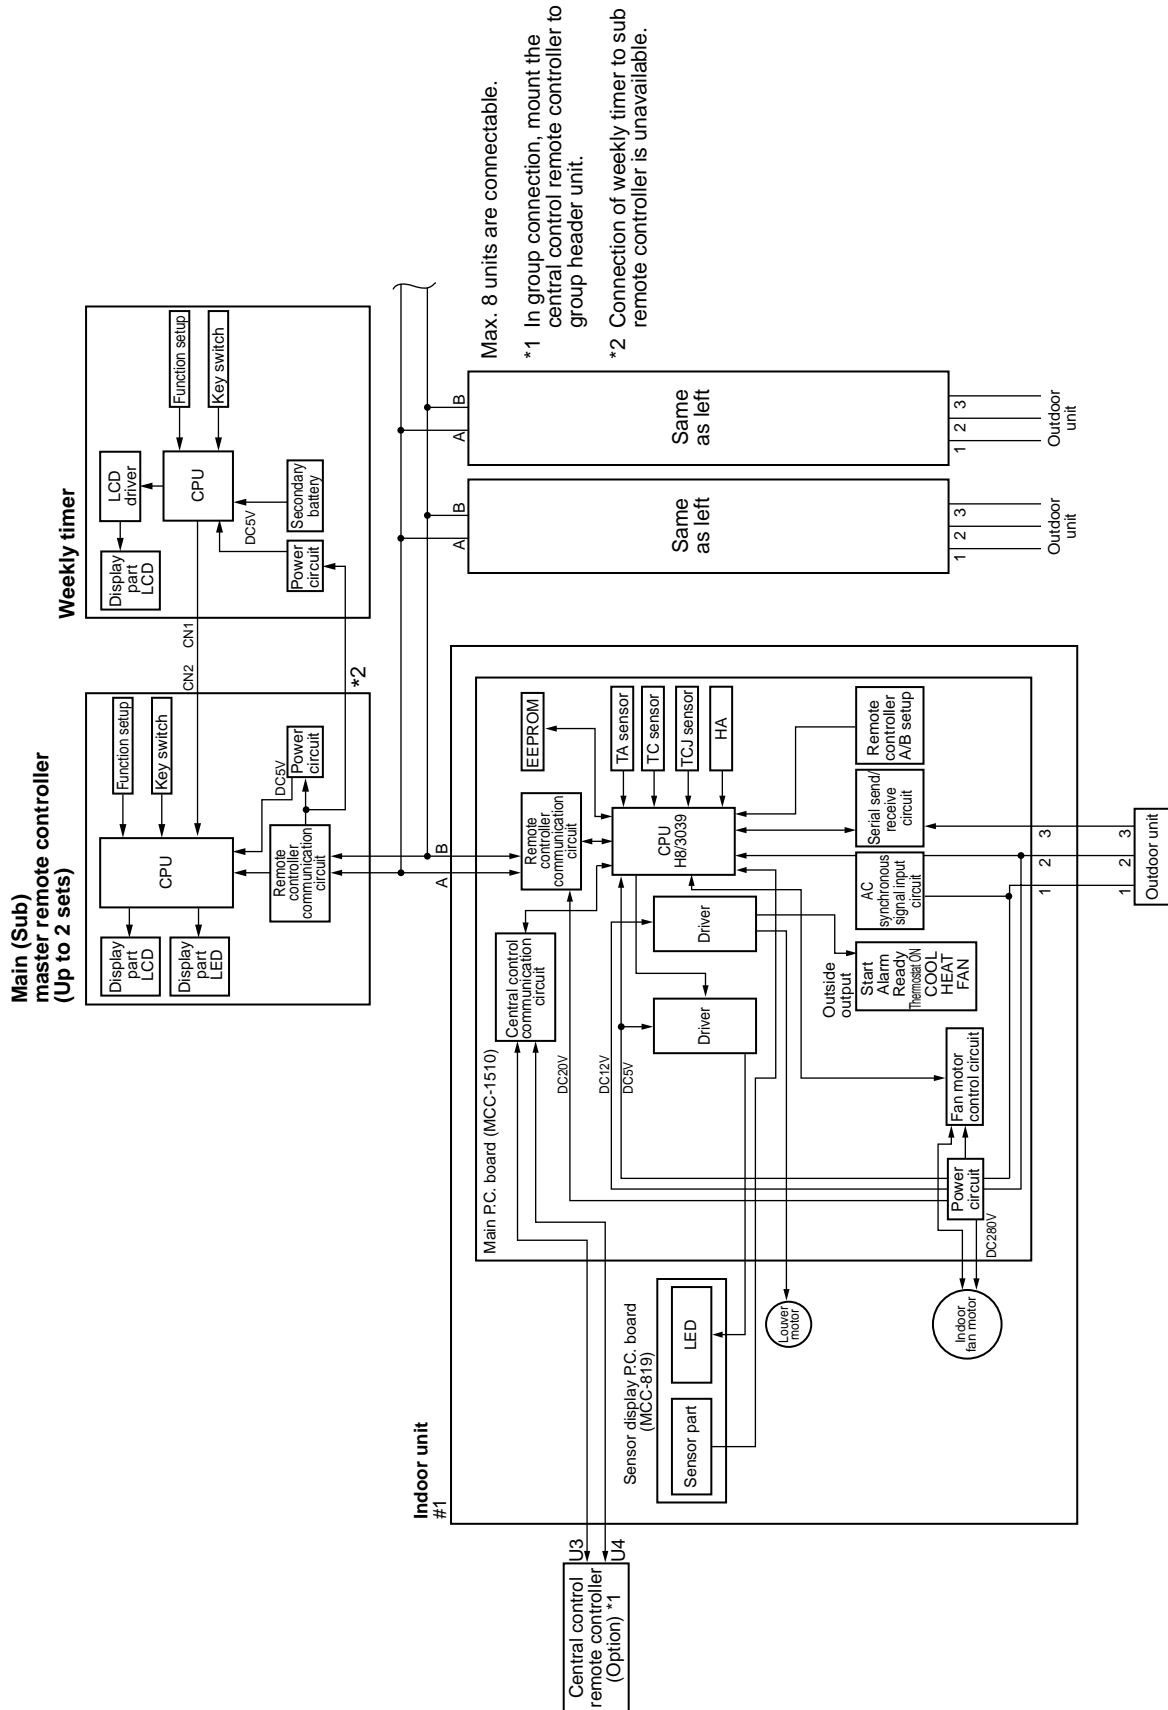 Main (Sub)
master remote controller
(Up to 2 sets)
Display
part
LCD
Display
part
LED
CPU
Function setup
Key switch
Remote
controller
communication
circuit
DC5V
Power
circuit
CN2
CN1
*2
Weekly timer
Display
part
LCD
LCD
driver
CPU
Function setup
Key switch
DC5V
Power
circuit
Secondary
battery
Max. 8 units are connectable.
*1 In group connection, mount the
central control remote controller to
group header unit.
*2 Connection of weekly timer to sub
remote controller is unavailable.
Indoor unit
#1
A
B
A
B
A
B
Same
as left
Same
as left
1
2
3
Outdoor
unit
1
2
3
Outdoor
unit
Central control
remote controller
(Option) *1
U3
U4
Main P.C. board (MCC-1510)
Central control
communication
circuit
Remote
controller
communication
circuit
EEPROM
DC20V
DC12V
DC5V
Driver
Driver
CPU
H8/3039
TA sensor
TC sensor
TCJ sensor
HA
Sensor display P.C. board
(MCC-819)
Sensor part
LED
Louver
motor
Indoor
fan motor
DC280V
Power
circuit
Fan motor
control circuit
Outside
output
Start
Alarm
Ready
Thermostat ON
COOL
HEAT
FAN
AC
synchronous
signal input
circuit
Serial send/
receive
circuit
Remote
controller
A/B setup
1
2
3
1
2
3
Outdoor unit